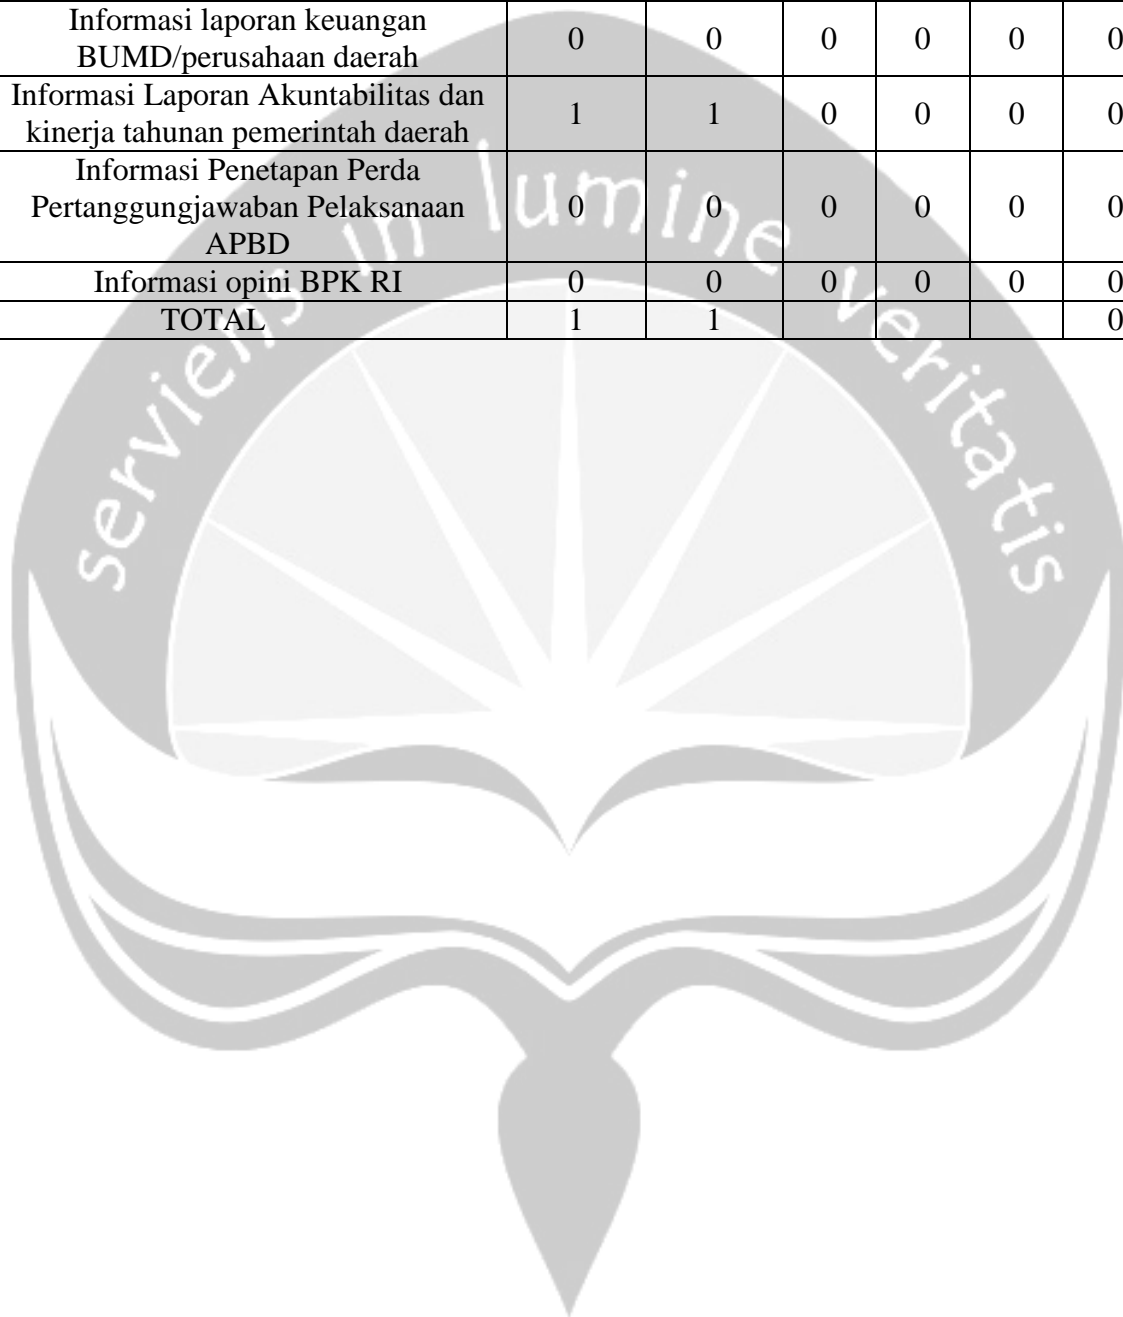 Informasi laporan keuangan
BUMD/perusahaan daerah 0 0 0 0 0 0
Informasi Laporan Akuntabilitas dan
kinerja tahunan pemerintah daerah 1 1 0 0 0 0
Informasi Penetapan Perda
Pertanggungjawaban Pelaksanaan 0 0 0 0 0 0
APBD
Informasi opini BPK RI 0 0 0 0 0 0
TOTAL 1 1 0
serviens in lumine veritatis